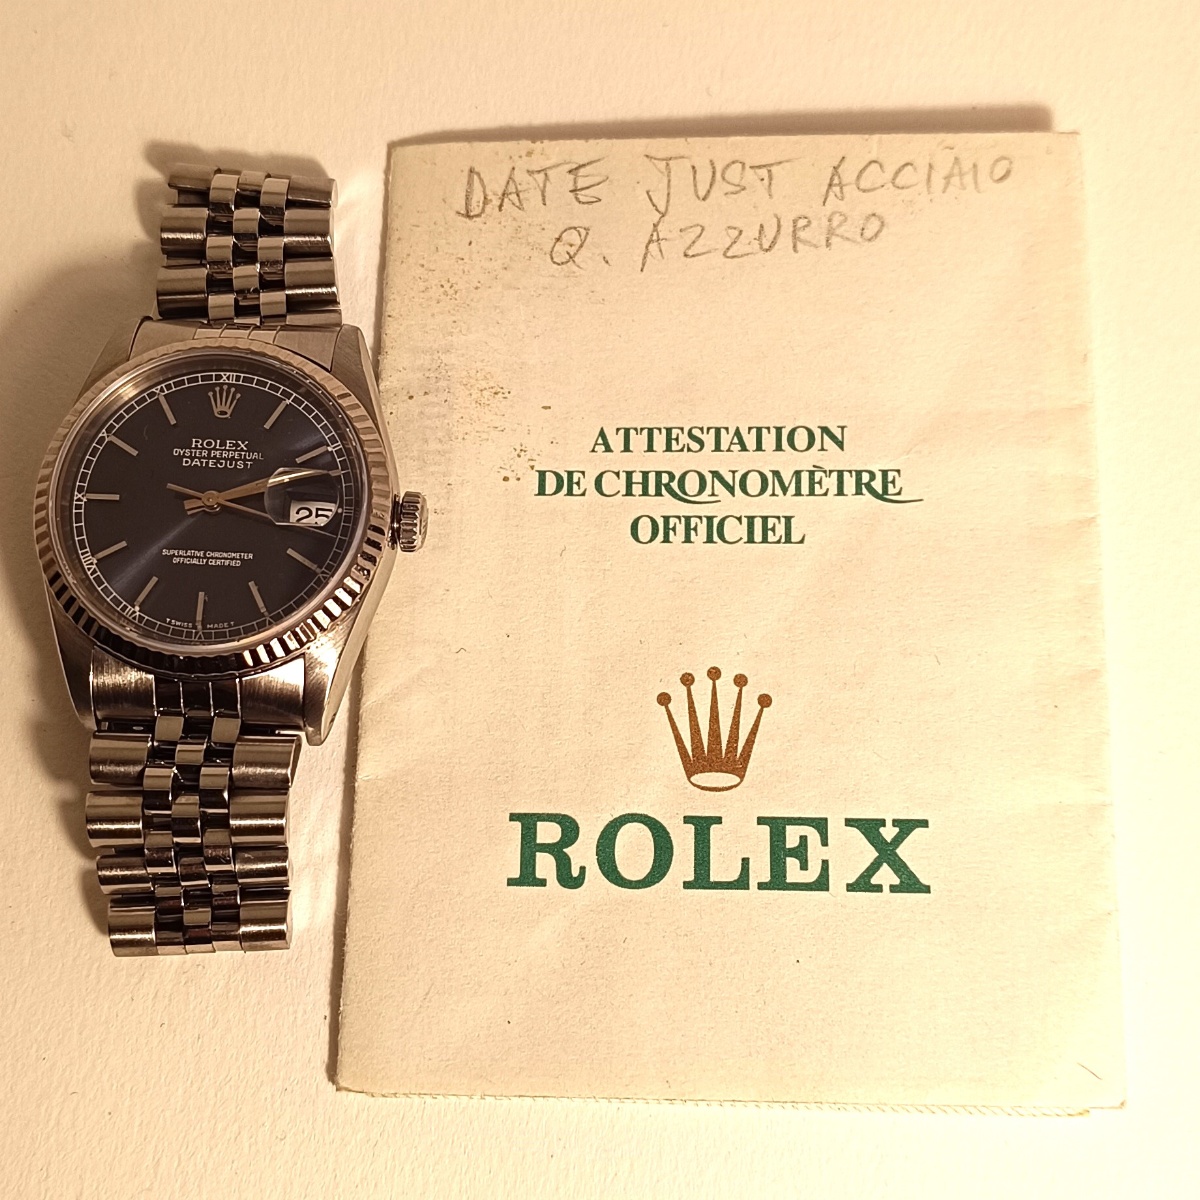 DATE JUST ACCIAIO
Q. AZZURRO
ATTESTATION
DE CHRONOMÈTRE
OFFICIEL
ROLEX
XII
ROLEX
OYSTER PERPETUAL
DATEJUST
25
SUPERLATIVE CHRONOMETER
OFFICIALLY CERTIFIED
T SWISS MADE T